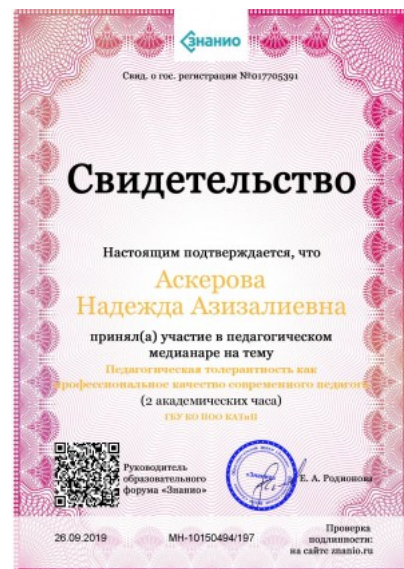 Знанио
Свид. о гос. регистрации №017705391
Свидетельство
Настоящим подтверждается, что
Аскерова
Надежда Азизалиевна
принял(а) участие в педагогическом
медианаре на тему
Педагогическая толерантность как
профессиональное качество современного педагога
(2 академических часа)
ГБУ КО ПОО КАТиП
Руководитель
образовательного
форума «Знанио»
«Знанио»
Е. А. Родионова
26.09.2019
МН-10150494/197
Проверка
подлинности:
на сайте znanio.ru